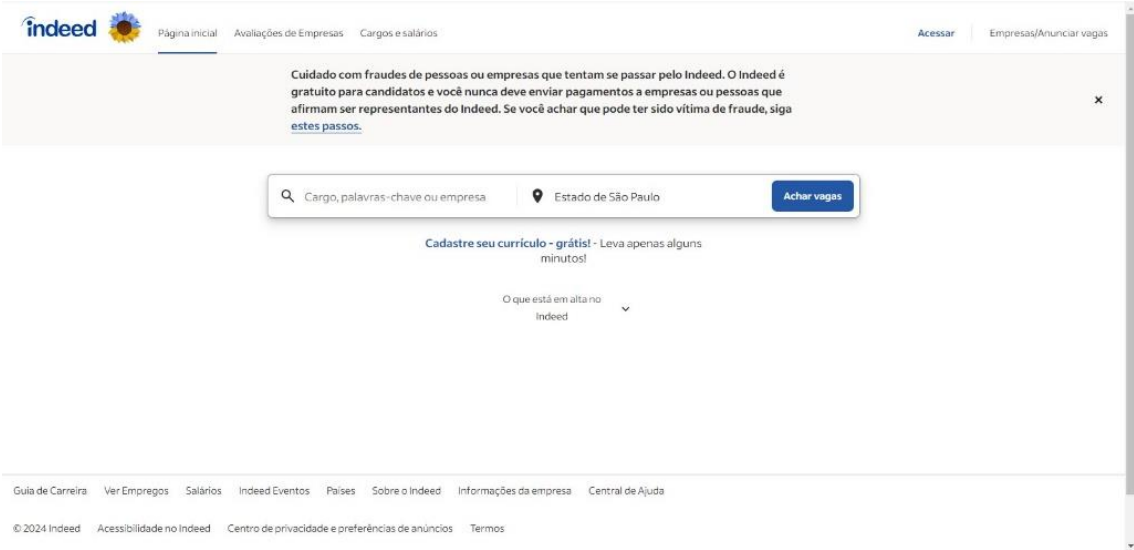 indeed
Página inicial Avaliações de Empresas Cargos e salários Acessar Empresas/Anunciar vagas
Cuidado com fraudes de pessoas ou empresas que tentam se passar pelo Indeed. O Indeed é
gratuito para candidatos e você nunca deve enviar pagamentos a empresas ou pessoas que
afirmam ser representantes do Indeed. Se você achar que pode ter sido vítima de fraude, siga
estes passos.
Cargo, palavras-chave ou empresa Estado de São Paulo Achar vagas
Cadastre seu currículo - grátis! - Leva apenas alguns
minutos!
O que está em alta no
Indeed
Guia de Carreira Ver Empregos Salários Indeed Eventos Países Sobre o Indeed Informações da empresa Central de Ajuda
© 2024 Indeed Acessibilidade no Indeed Centro de privacidade e preferências de anúncios Termos